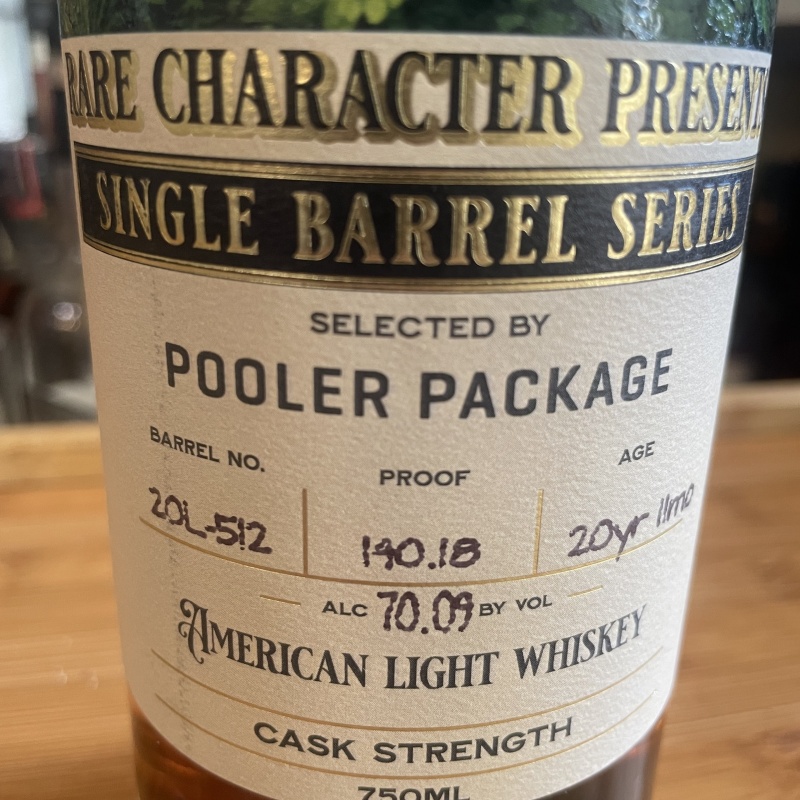 RARE CHARACTER PRESENTS
SINGLE BARREL SERIES
SELECTED BY
POOLER PACKAGE
BARREL NO. PROOF AGE
20L-512 140.18 20yr 11mo
ALC 70.09 BY VOL
AMERICAN LIGHT WHISKEY
CASK STRENGTH
750ML